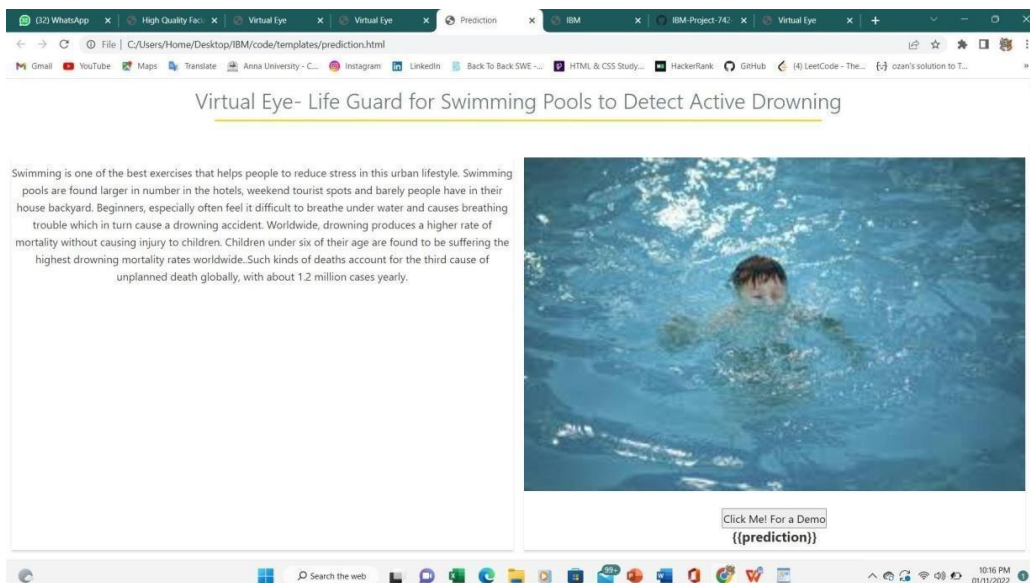 (32) WhatsApp
High Quality Fac
Virtual Eye
Virtual Eye
Prediction
IBM
IBM-Project-742
Virtual Eye
File | C:/Users/Home/Desktop/IBM/code/templates/prediction.html
Gmail
YouTube
Maps
Translate
Anna University - C...
Instagram
LinkedIn
Back To Back SWE -...
HTML & CSS Study...
HackerRank
GitHub
(4) LeetCode - The...
ozan's solution to T...
Virtual Eye- Life Guard for Swimming Pools to Detect Active Drowning
Swimming is one of the best exercises that helps people to reduce stress in this urban lifestyle. Swimming
pools are found larger in number in the hotels, weekend tourist spots and barely people have in their
house backyard. Beginners, especially often feel it difficult to breathe under water and causes breathing
trouble which in turn cause a drowning accident. Worldwide, drowning produces a higher rate of
mortality without causing injury to children. Children under six of their age are found to be suffering the
highest drowning mortality rates worldwide..Such kinds of deaths account for the third cause of
unplanned death globally, with about 1.2 million cases yearly.
Click Me! For a Demo
{{prediction}}
Search the web
99+
10:16 PM
01/11/2022